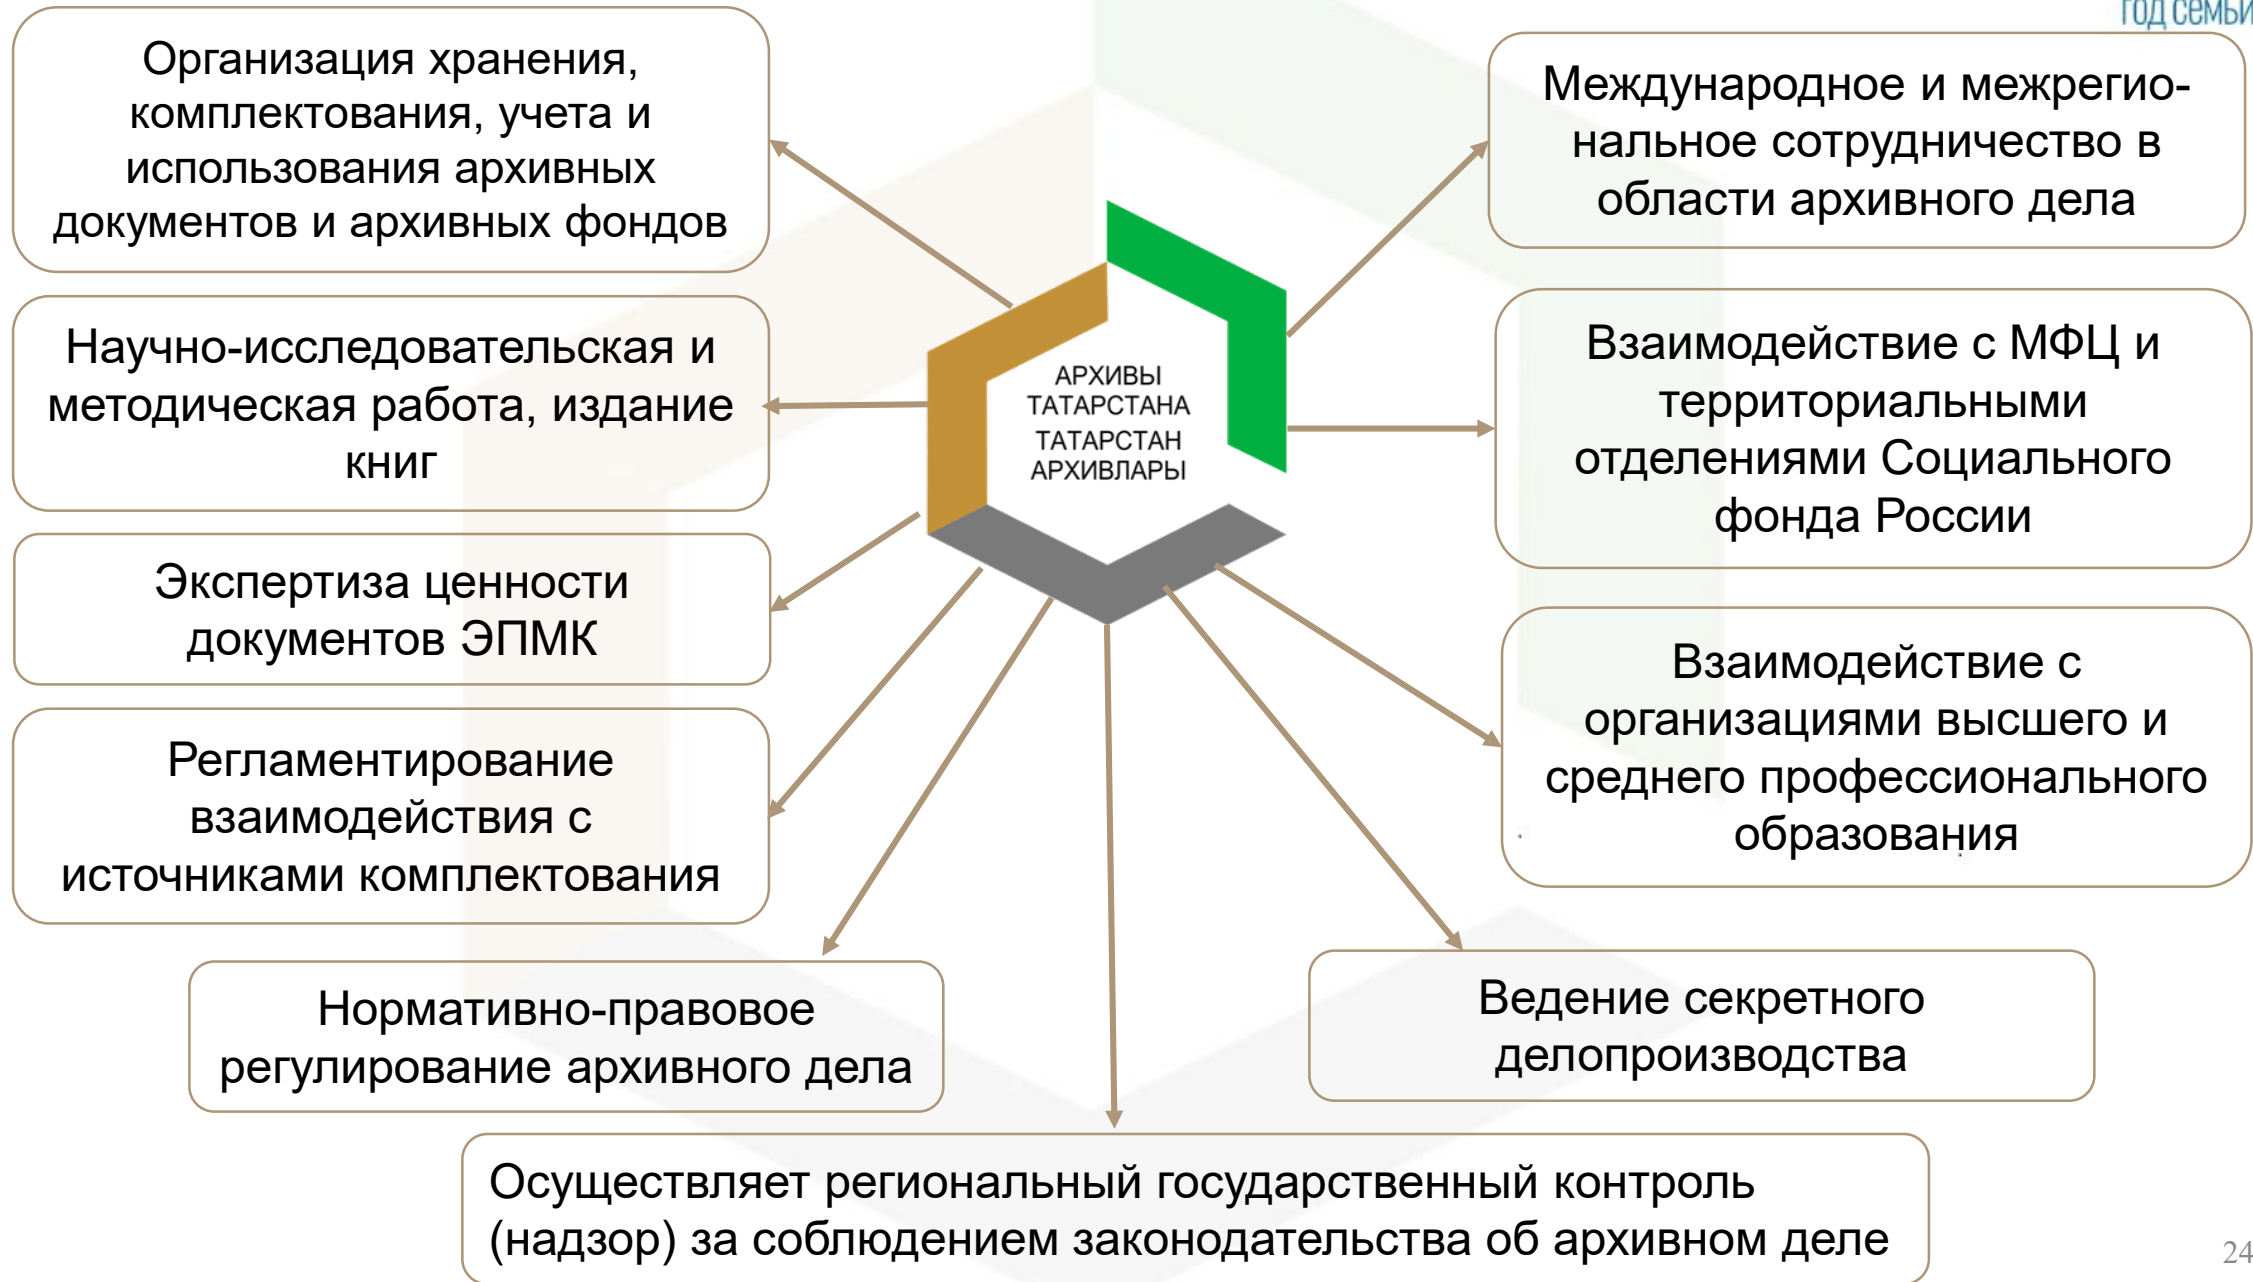 ГОД СЕМЬИ
Организация хранения,
комплектования, учета и
использования архивных
документов и архивных фондов
Международное и межрегио-
нальное сотрудничество в
области архивного дела
Научно-исследовательская и
методическая работа, издание
книг
АРХИВЫ
ТАТАРСТАНА
ТАТАРСТАН
АРХИВЛАРЫ
Взаимодействие с МФЦ и
территориальными
отделениями Социального
фонда России
Экспертиза ценности
документов ЭПМК
Взаимодействие с
организациями высшего и
среднего профессионального
образования
Регламентирование
взаимодействия с
источниками комплектования
Нормативно-правовое
регулирование архивного дела
Ведение секретного
делопроизводства
Осуществляет региональный государственный контроль
(надзор) за соблюдением законодательства об архивном деле
24